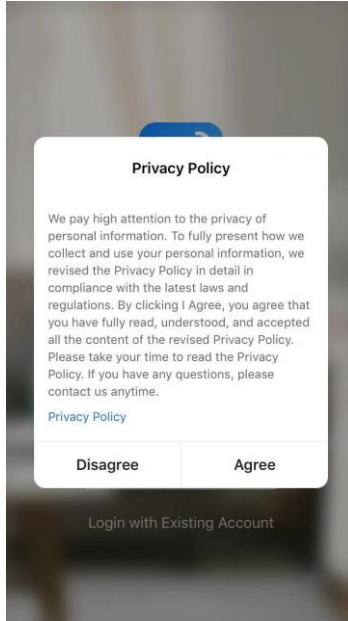 Privacy Policy
We pay high attention to the privacy of
personal information. To fully present how we
collect and use your personal information, we
revised the Privacy Policy in detail in
compliance with the latest laws and
regulations. By clicking I Agree, you agree that
you have fully read, understood, and accepted
all the content of the revised Privacy Policy.
Please take your time to read the Privacy
Policy. If you have any questions, please
contact us anytime.
Privacy Policy
Disagree
Agree
Login with Existing Account